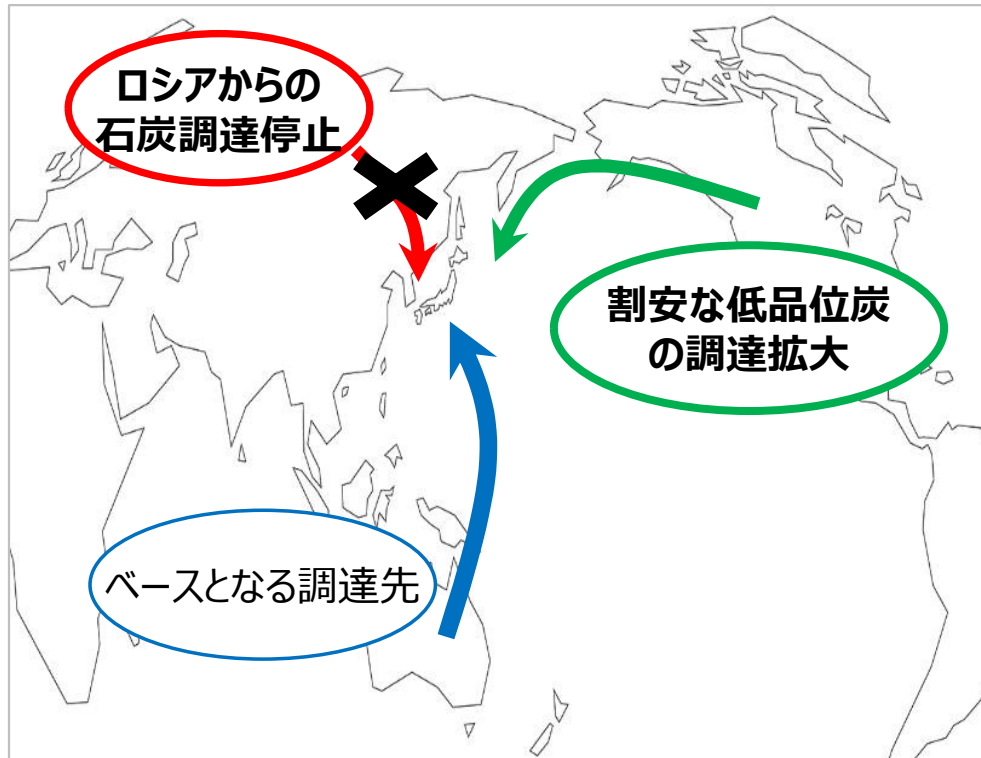 ロシアからの
石炭調達停止
割安な低品位炭
の調達拡大
ベースとなる調達先